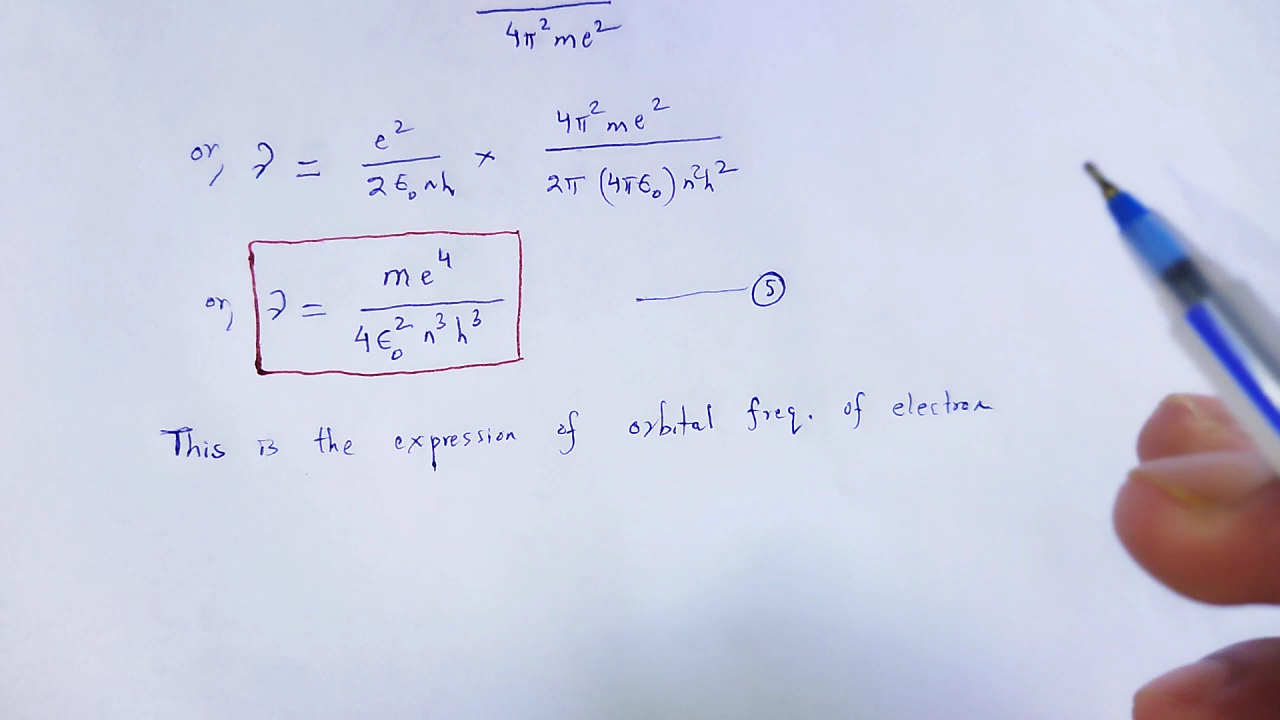 4π²me²
or, ν = e²/2ε₀nh × 4π²me²/2π(4πε₀)n²h²
or, ν = me⁴/4ε₀²n³h³ ——— ⑤
This is the expression of orbital freq. of electron